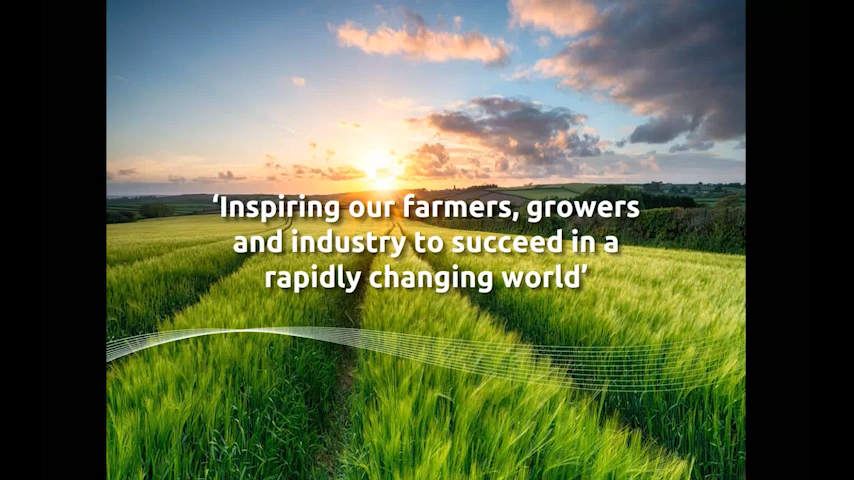 ‘Inspiring our farmers, growers
and industry to succeed in a
rapidly changing world’